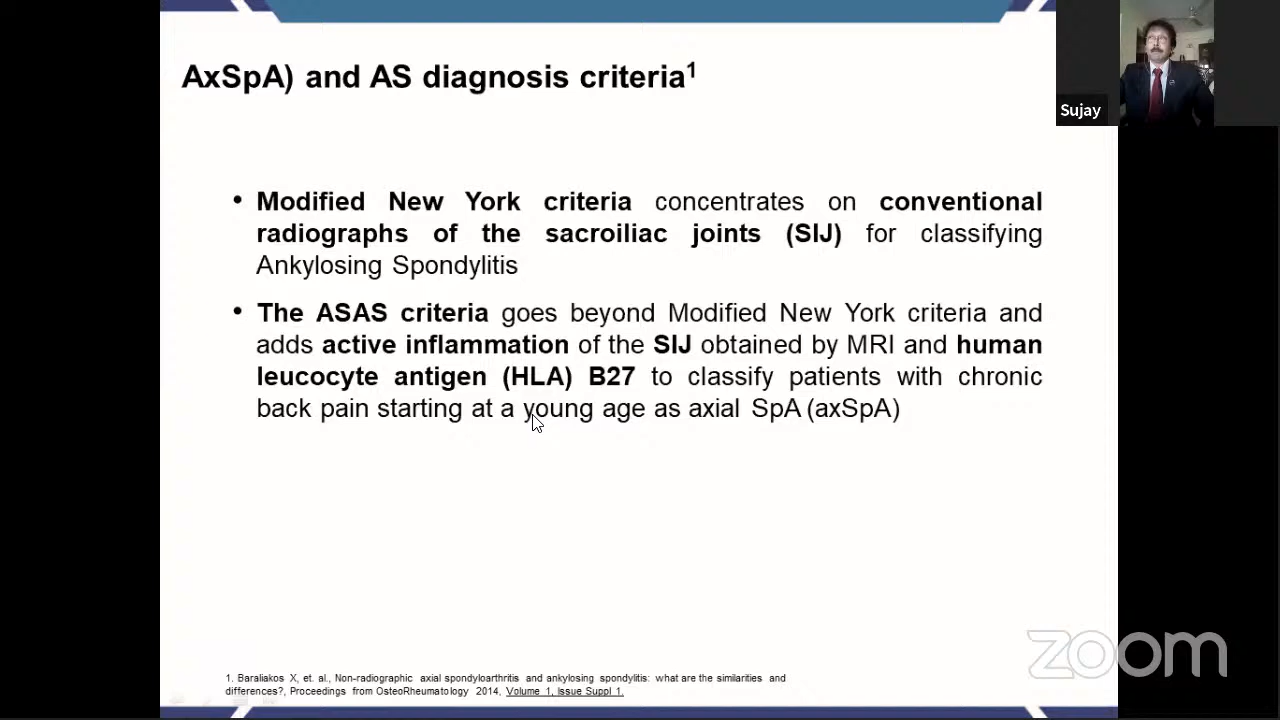 AxSpA) and AS diagnosis criteria1
Sujay
• Modified New York criteria concentrates on conventional
radiographs of the sacroiliac joints (SIJ) for classifying
Ankylosing Spondylitis
• The ASAS criteria goes beyond Modified New York criteria and
adds active inflammation of the SIJ obtained by MRI and human
leucocyte antigen (HLA) B27 to classify patients with chronic
back pain starting at a young age as axial SpA (axSpA)
zoom
1. Baraliakos X, et. al., Non-radiographic axial spondyloarthritis and ankylosing spondylitis: what are the similarities and
differences?, Proceedings from OsteoRheumatology 2014, Volume 1, Issue Suppl 1.